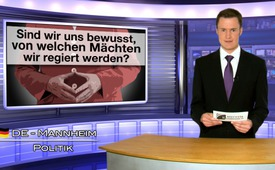 Sind wir uns bewusst,
von welchen Mächten
wir regiert werden?
DE - Mannheim
Politik